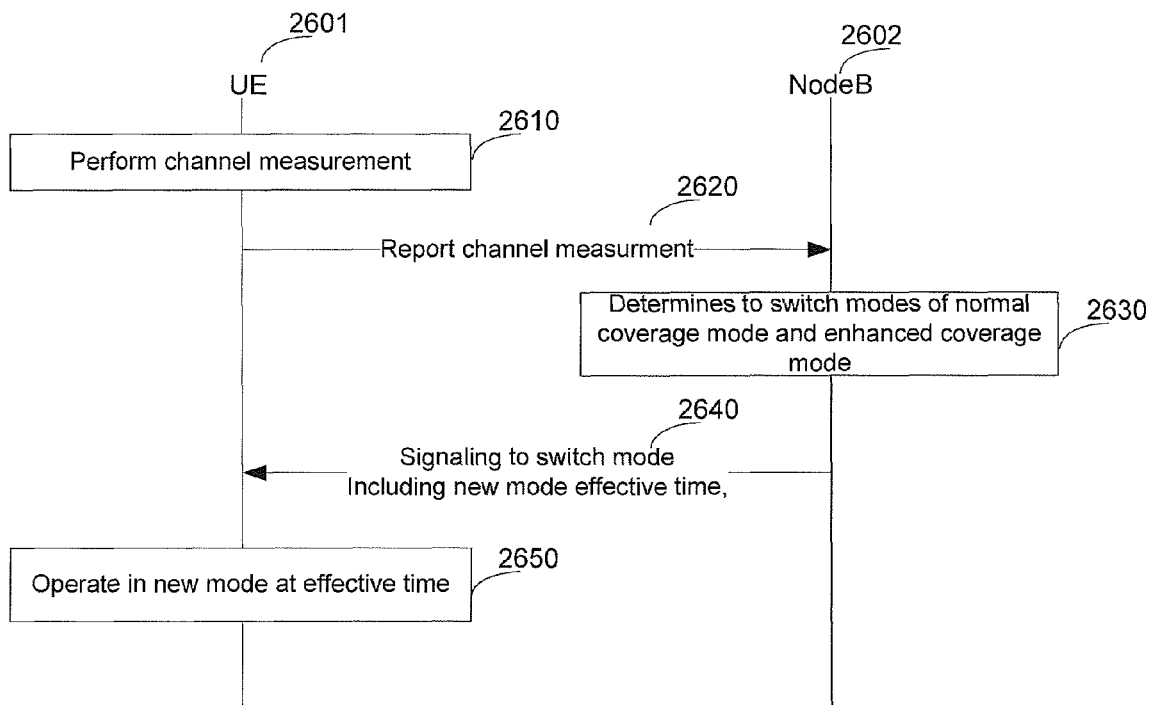 2601
UE
2602
NodeB
2610
Perform channel measurement
2620
Report channel measurment
Determines to switch modes of normal
coverage mode and enhanced coverage
mode
2630
2640
Signaling to switch mode
Including new mode effective time,
2650
Operate in new mode at effective time